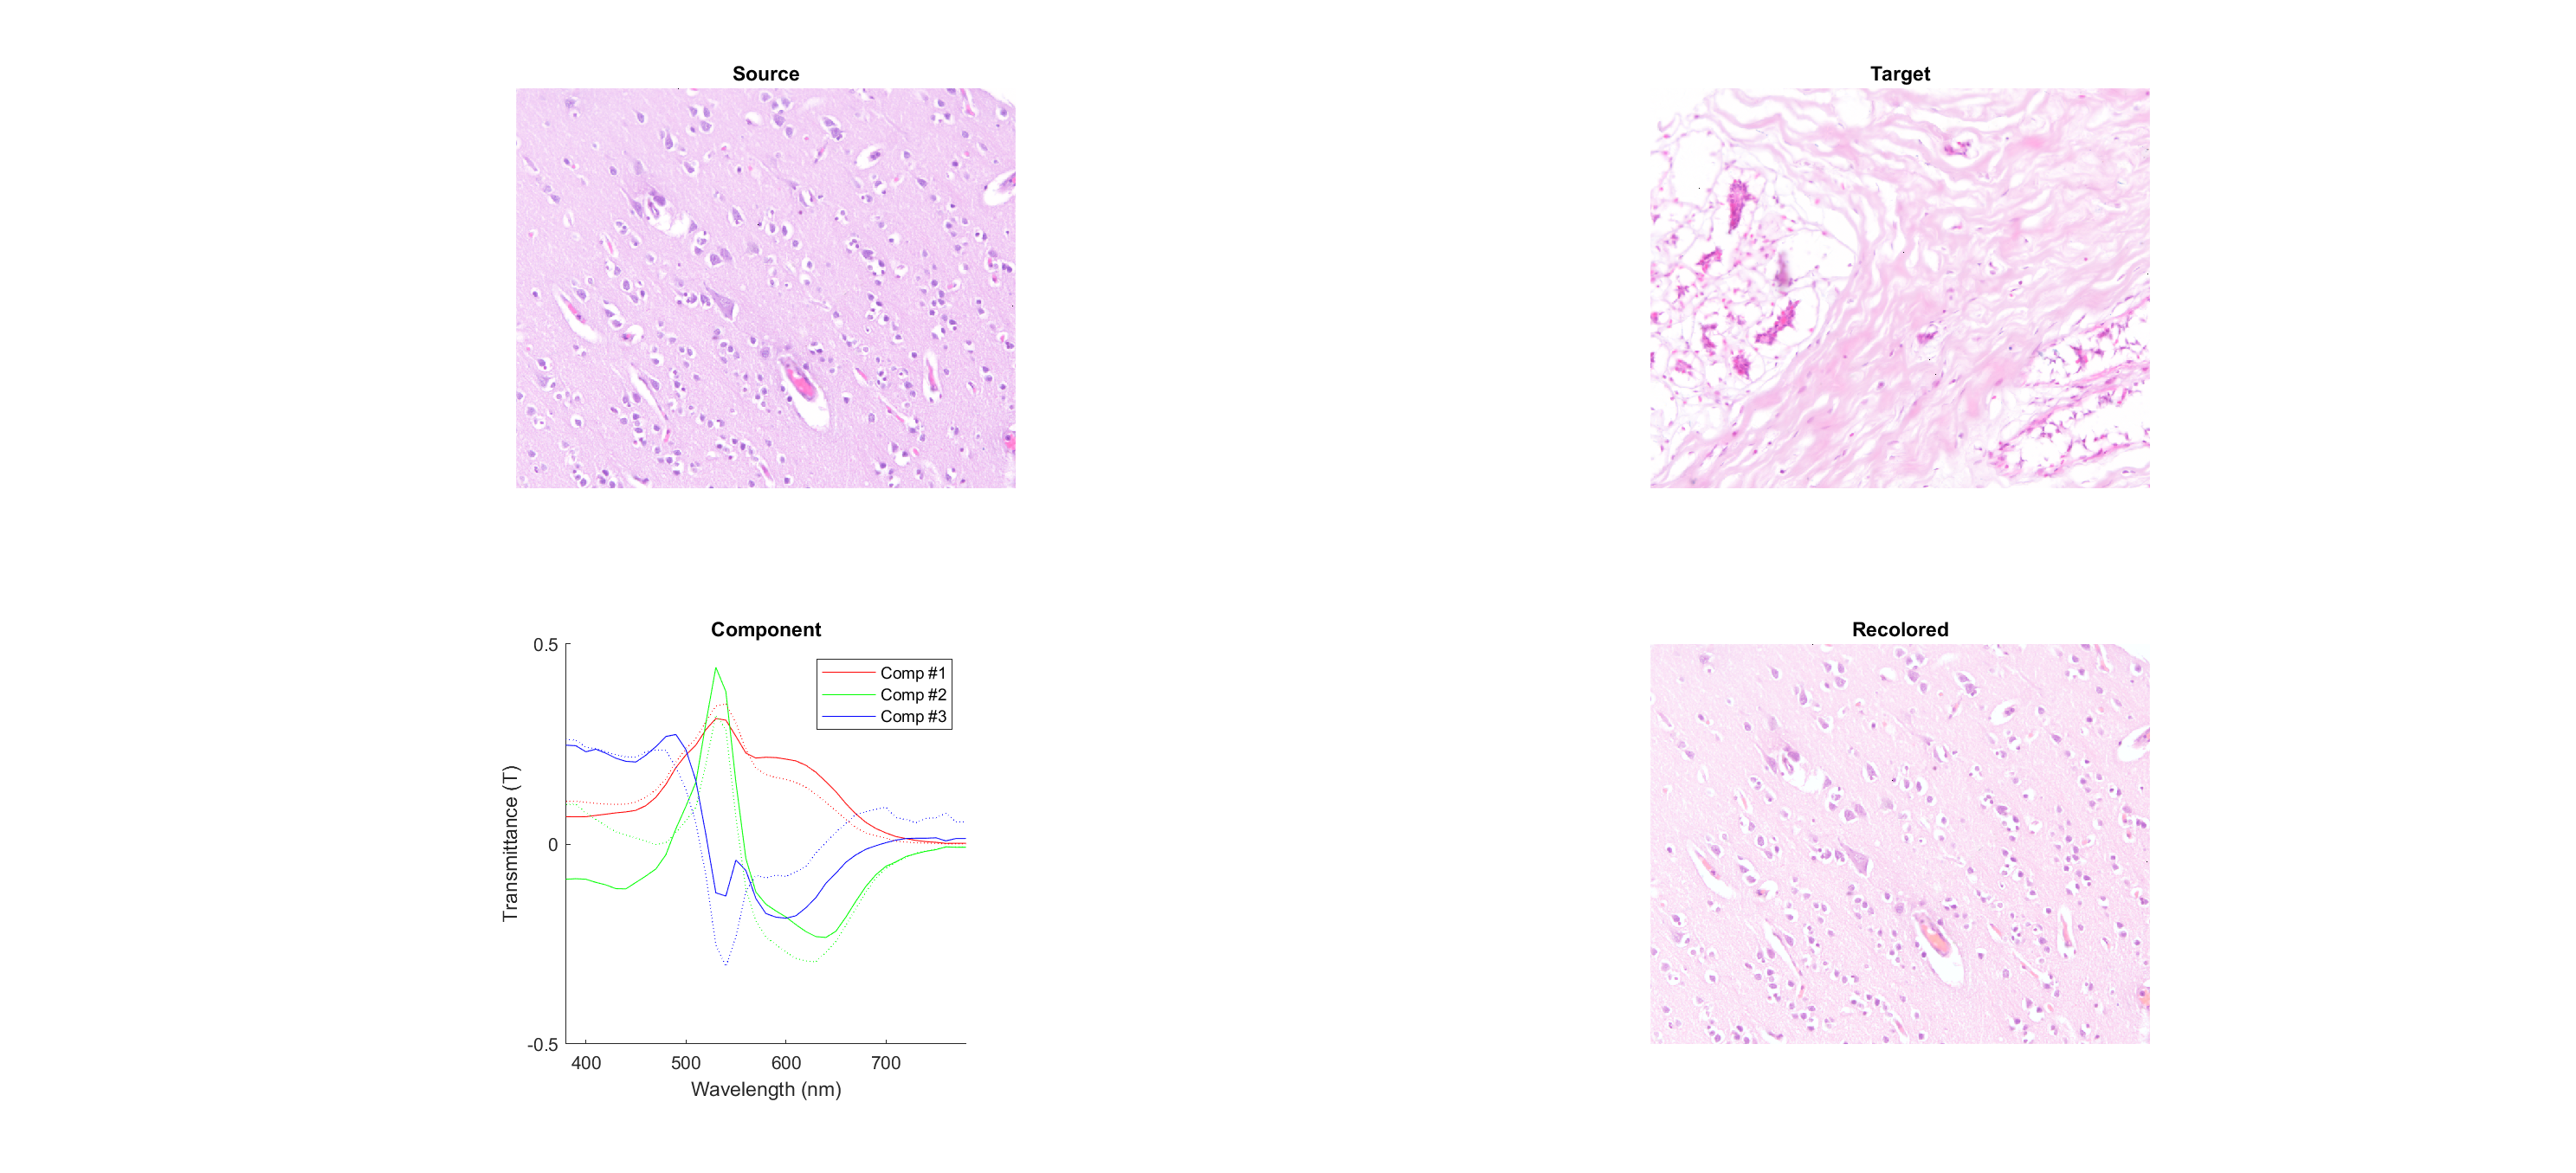 Source
Target
Component
0.5
0
-0.5
400 500 600 700
Wavelength (nm)
Transmittance (T)
Comp #1
Comp #2
Comp #3
Recolored